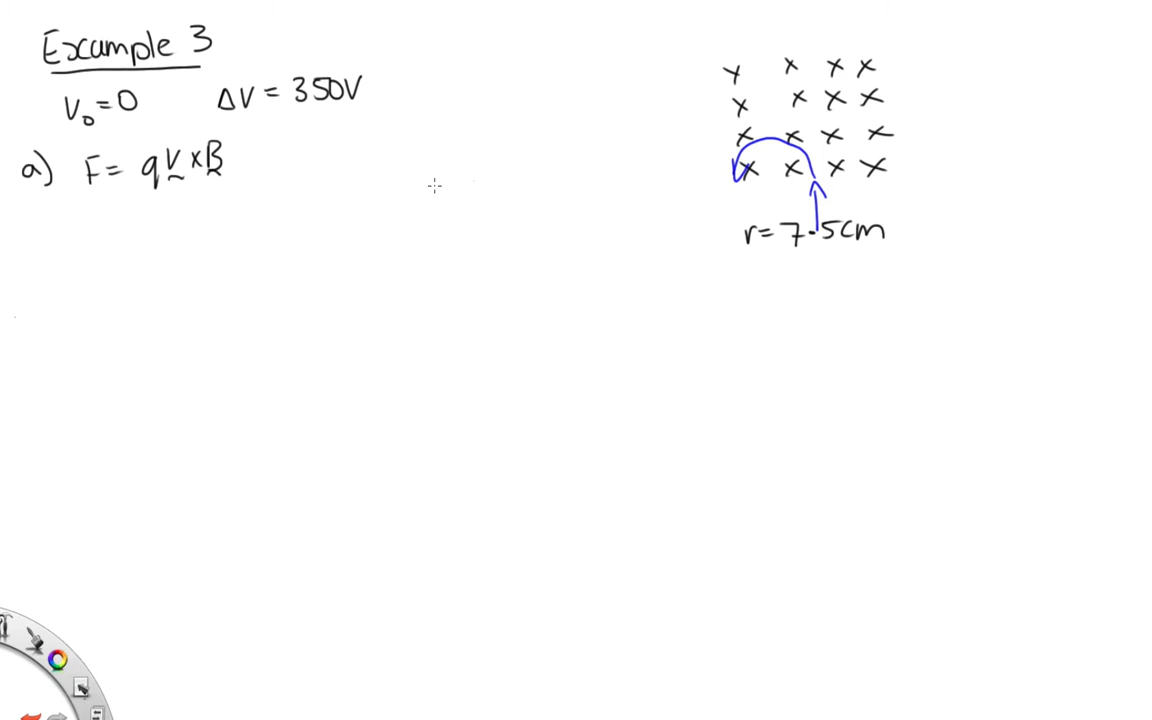 Example 3
V₀ = 0 ΔV = 350V
a) F = qV × B
x x x x
x x x x
x x x x
x x x x
r = 7.5cm